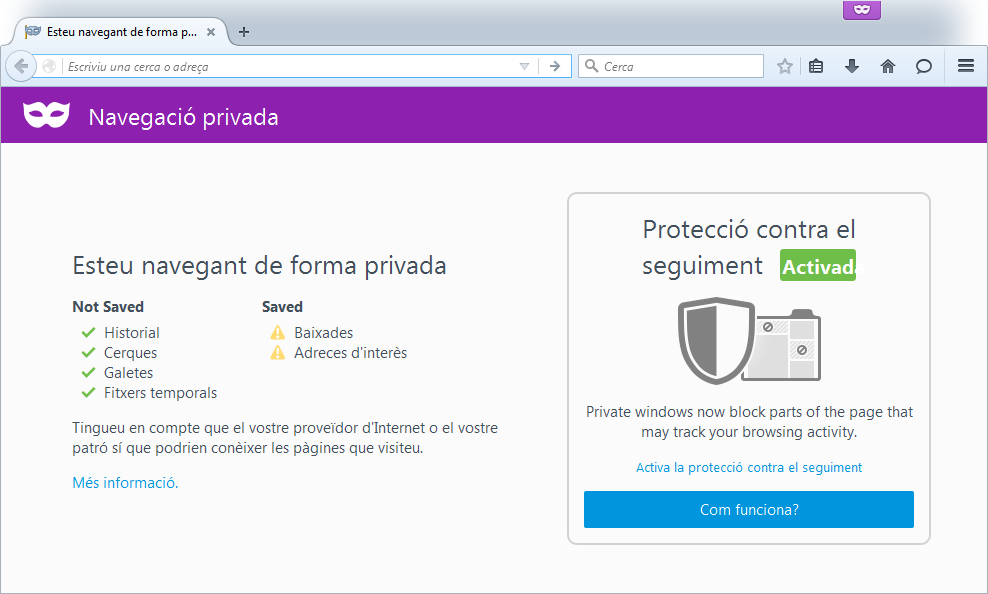 Esteu navegant de forma p...
Escriviu una cerca o adreça
Cerca
Navegació privada
Esteu navegant de forma privada
Not Saved
Historial
Cerques
Galetes
Fitxers temporals
Saved
Baixades
Adreces d'interès
Tingueu en compte que el vostre proveïdor d'Internet o el vostre
patró sí que podrien conèixer les pàgines que visiteu.
Més informació.
Protecció contra el
seguiment Activada
Private windows now block parts of the page that
may track your browsing activity.
Activa la protecció contra el seguiment
Com funciona?